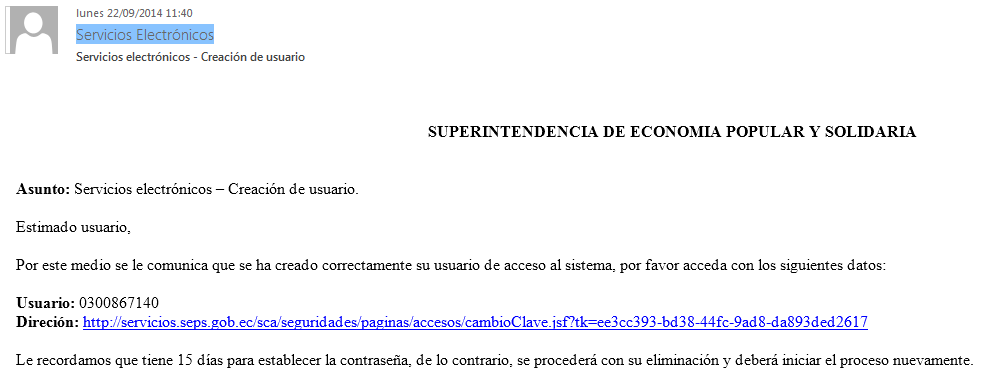 lunes 22/09/2014 11:40
Servicios Electrónicos
Servicios electrónicos - Creación de usuario
SUPERINTENDENCIA DE ECONOMIA POPULAR Y SOLIDARIA
Asunto: Servicios electrónicos – Creación de usuario.
Estimado usuario,
Por este medio se le comunica que se ha creado correctamente su usuario de acceso al sistema, por favor acceda con los siguientes datos:
Usuario: 0300867140
Direción: http://servicios.seps.gob.ec/sca/seguridades/paginas/accesos/cambioClave.jsf?tk=ee3cc393-bd38-44fc-9ad8-da893ded2617
Le recordamos que tiene 15 días para establecer la contraseña, de lo contrario, se procederá con su eliminación y deberá iniciar el proceso nuevamente.